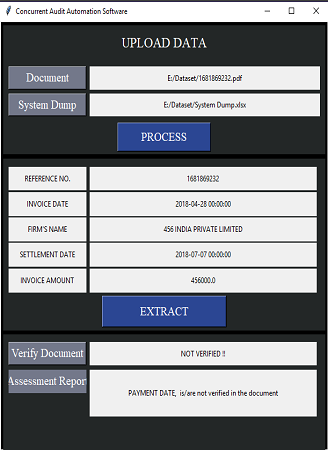 Concurrent Audit Automation Software
UPLOAD DATA
Document E:/Dataset/1681869232.pdf
System Dump E:/Dataset/System Dump.xlsx
PROCESS
REFERENCE NO. 1681869232
INVOICE DATE 2018-04-28 00:00:00
FIRM'S NAME 456 INDIA PRIVATE LIMITED
SETTLEMENT DATE 2018-07-07 00:00:00
INVOICE AMOUNT 456000.0
EXTRACT
Verify Document NOT VERIFIED !!
Assessment Report PAYMENT DATE, is/are not verified in the document